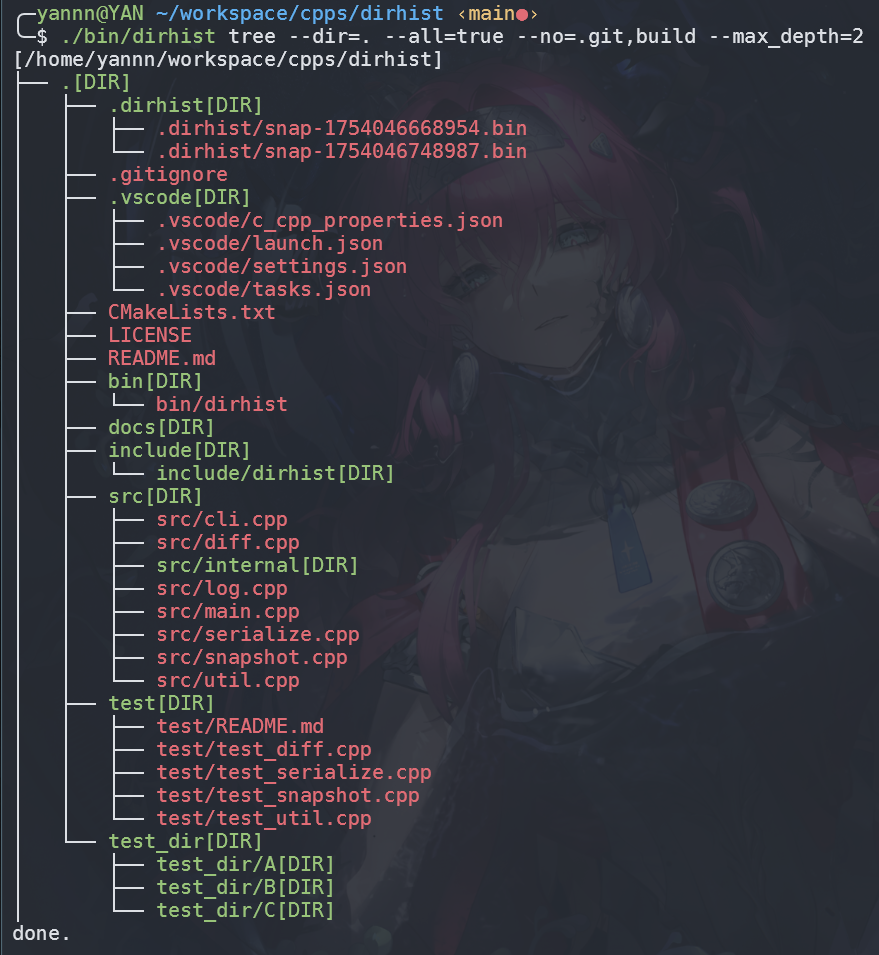 ╭─yannn@YAN ~/workspace/cpps/dirhist ‹main●›
╰─$ ./bin/dirhist tree --dir=. --all=true --no=.git,build --max_depth=2
[/home/yannn/workspace/cpps/dirhist]
├── .[DIR]
│   ├── .dirhist[DIR]
│   │   ├── .dirhist/snap-1754046668954.bin
│   │   └── .dirhist/snap-1754046748987.bin
│   ├── .gitignore
│   ├── .vscode[DIR]
│   │   ├── .vscode/c_cpp_properties.json
│   │   ├── .vscode/launch.json
│   │   ├── .vscode/settings.json
│   │   └── .vscode/tasks.json
│   ├── CMakeLists.txt
│   ├── LICENSE
│   ├── README.md
│   ├── bin[DIR]
│   │   └── bin/dirhist
│   ├── docs[DIR]
│   ├── include[DIR]
│   │   └── include/dirhist[DIR]
│   ├── src[DIR]
│   │   ├── src/cli.cpp
│   │   ├── src/diff.cpp
│   │   ├── src/internal[DIR]
│   │   ├── src/log.cpp
│   │   ├── src/main.cpp
│   │   ├── src/serialize.cpp
│   │   ├── src/snapshot.cpp
│   │   └── src/util.cpp
│   ├── test[DIR]
│   │   ├── test/README.md
│   │   ├── test/test_diff.cpp
│   │   ├── test/test_serialize.cpp
│   │   ├── test/test_snapshot.cpp
│   │   └── test/test_util.cpp
│   └── test_dir[DIR]
│       ├── test_dir/A[DIR]
│       ├── test_dir/B[DIR]
│       └── test_dir/C[DIR]
done.